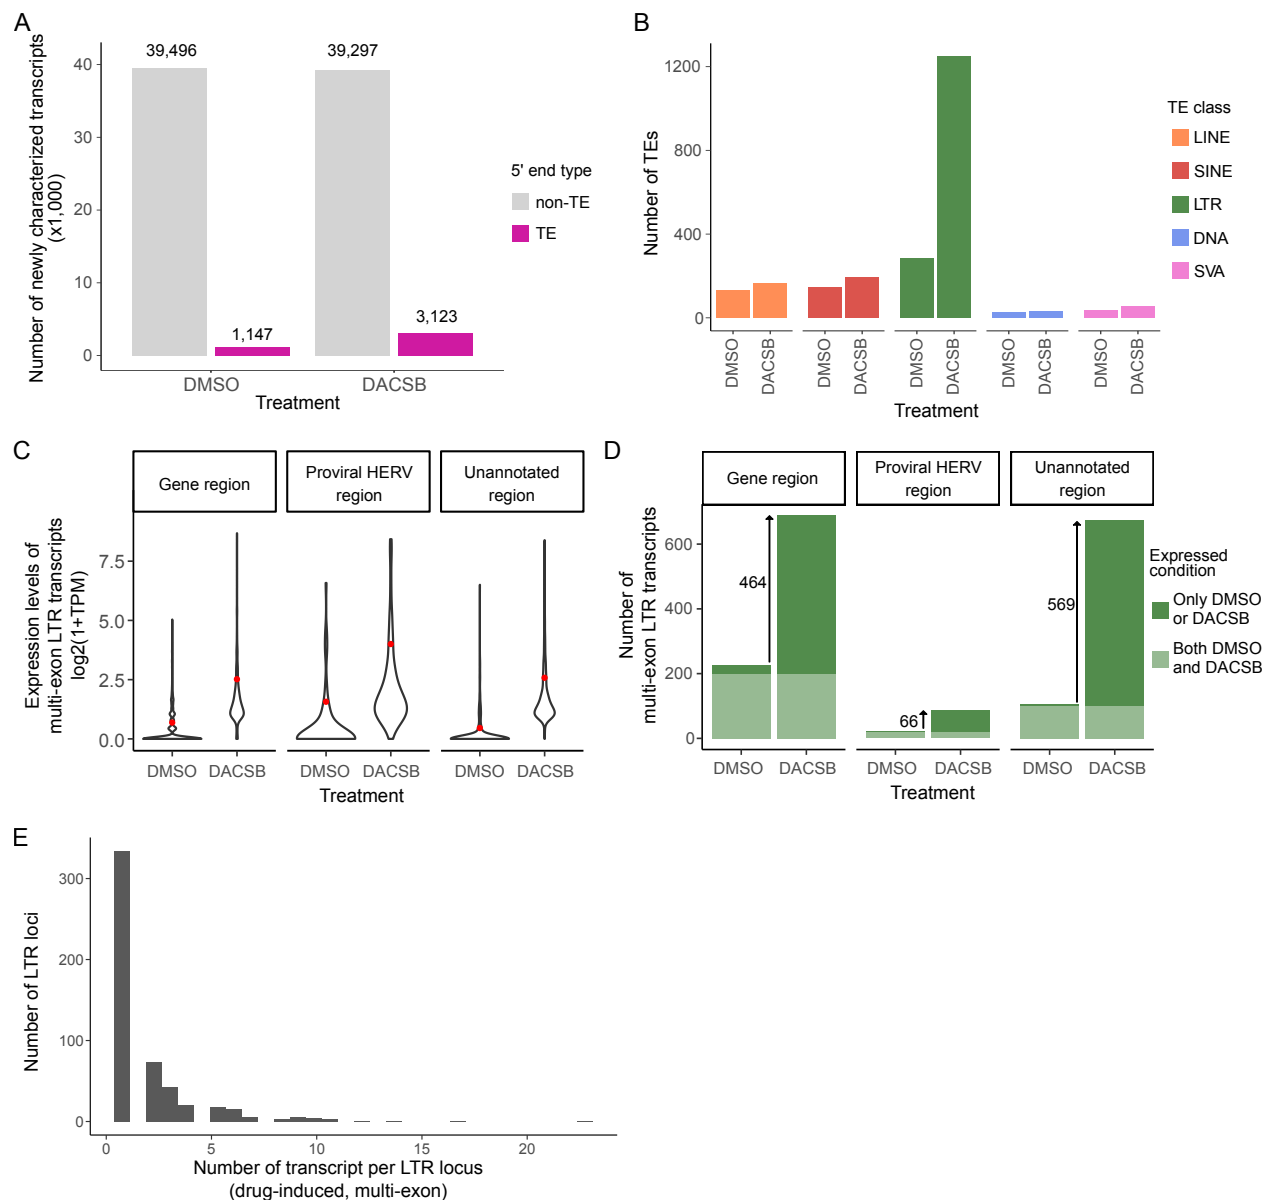 A
Number of newly characterized transcripts
(x1,000)
40
30
20
10
0
39,496
39,297
1,147
3,123
DMSO
DACSB
Treatment
5' end type
non-TE
TE
B
Number of TEs
1200
800
400
0
DMSO
DACSB
DMSO
DACSB
DMSO
DACSB
DMSO
DACSB
DMSO
DACSB
Treatment
TE class
LINE
SINE
LTR
DNA
SVA
C
Expression levels of
multi-exon LTR transcripts
log2(1+TPM)
Gene region
Proviral HERV
region
Unannotated
region
7.5
5.0
2.5
0.0
DMSO
DACSB
DMSO
DACSB
DMSO
DACSB
Treatment
D
Number of
multi-exon LTR transcripts
Gene region
Proviral HERV
region
Unannotated
region
600
400
200
0
464
66
569
DMSO
DACSB
DMSO
DACSB
DMSO
DACSB
Treatment
Expressed
condition
Only DMSO
or DACSB
Both DMSO
and DACSB
E
Number of LTR loci
300
200
100
0
0
5
10
15
20
Number of transcript per LTR locus
(drug-induced, multi-exon)